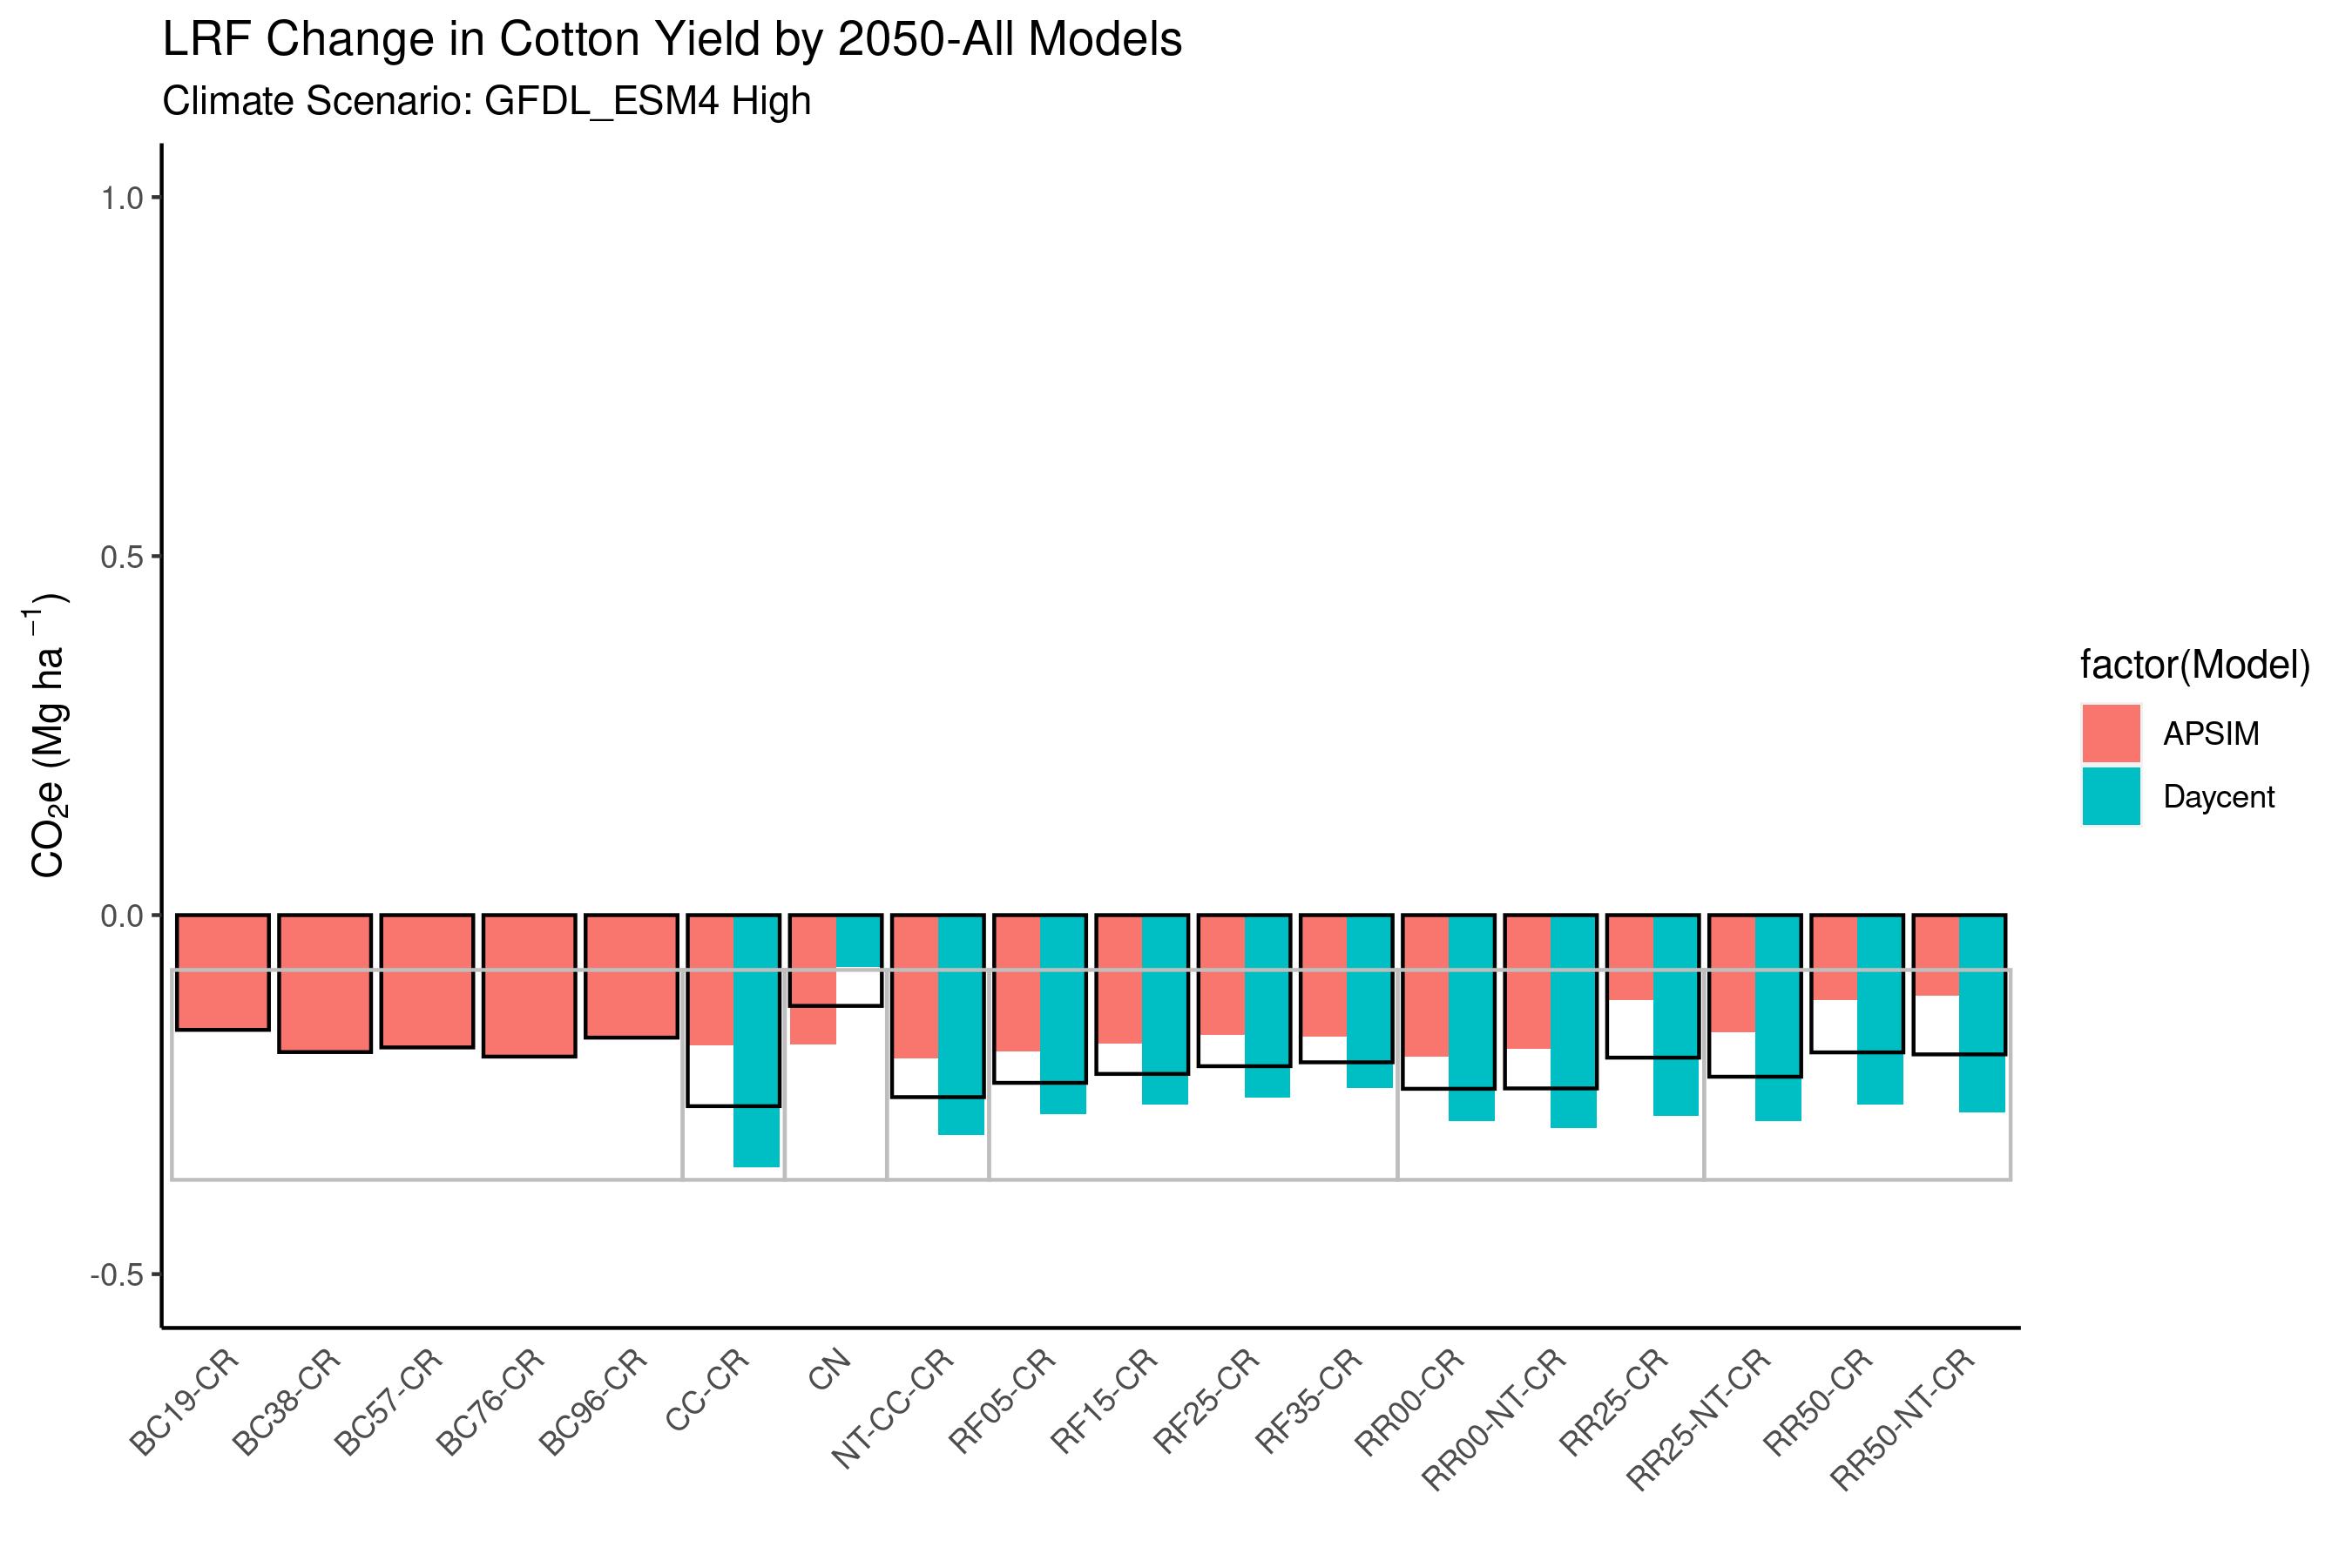 LRF Change in Cotton Yield by 2050-All Models
Climate Scenario: GFDL_ESM4 High
CO₂e (Mg ha ⁻¹)
1.0
0.5
0.0
-0.5
BC19-CR
BC38-CR
BC57-CR
BC76-CR
BC96-CR
CC-CR
CN
NT-CC-CR
RF05-CR
RF15-CR
RF25-CR
RF35-CR
RR00-CR
RR00-NT-CR
RR25-CR
RR25-NT-CR
RR50-CR
RR50-NT-CR
factor(Model)
APSIM
Daycent